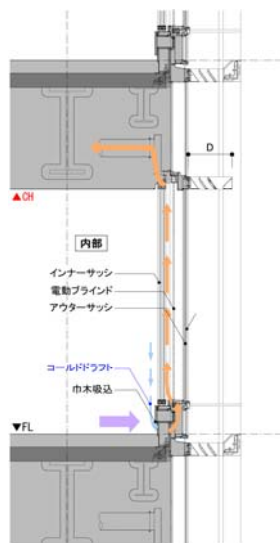 D
▲CH
内部
インナーサッシ
電動ブラインド
アウターサッシ
コールドドラフト
巾木吸込
▼FL